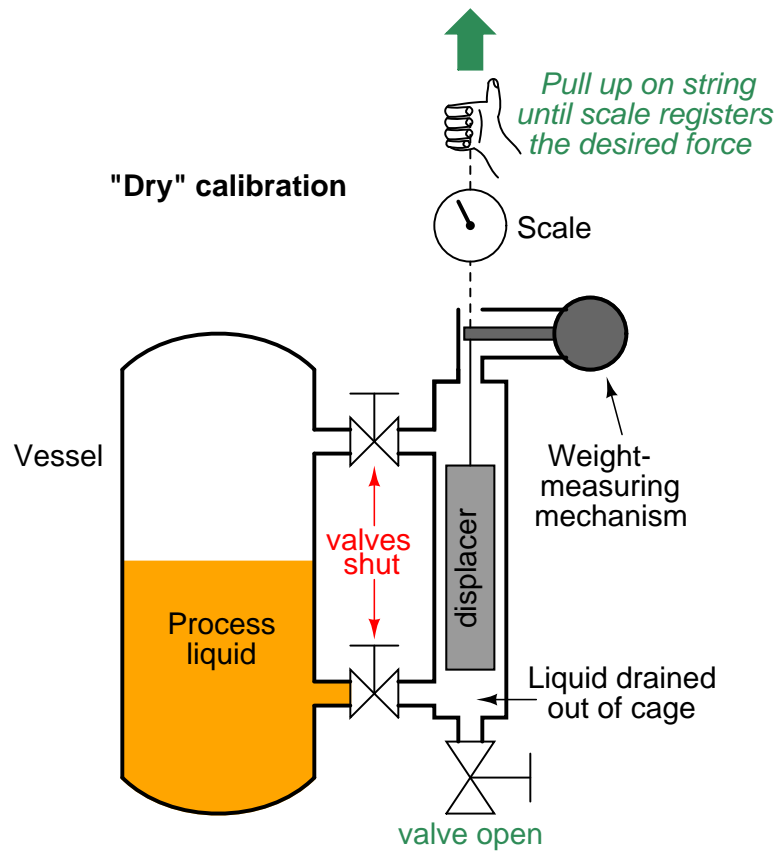 Pull up on string
until scale registers
the desired force
"Dry" calibration
Scale
Vessel
Weight-
measuring
mechanism
valves
shut
displacer
Process
liquid
Liquid drained
out of cage
valve open